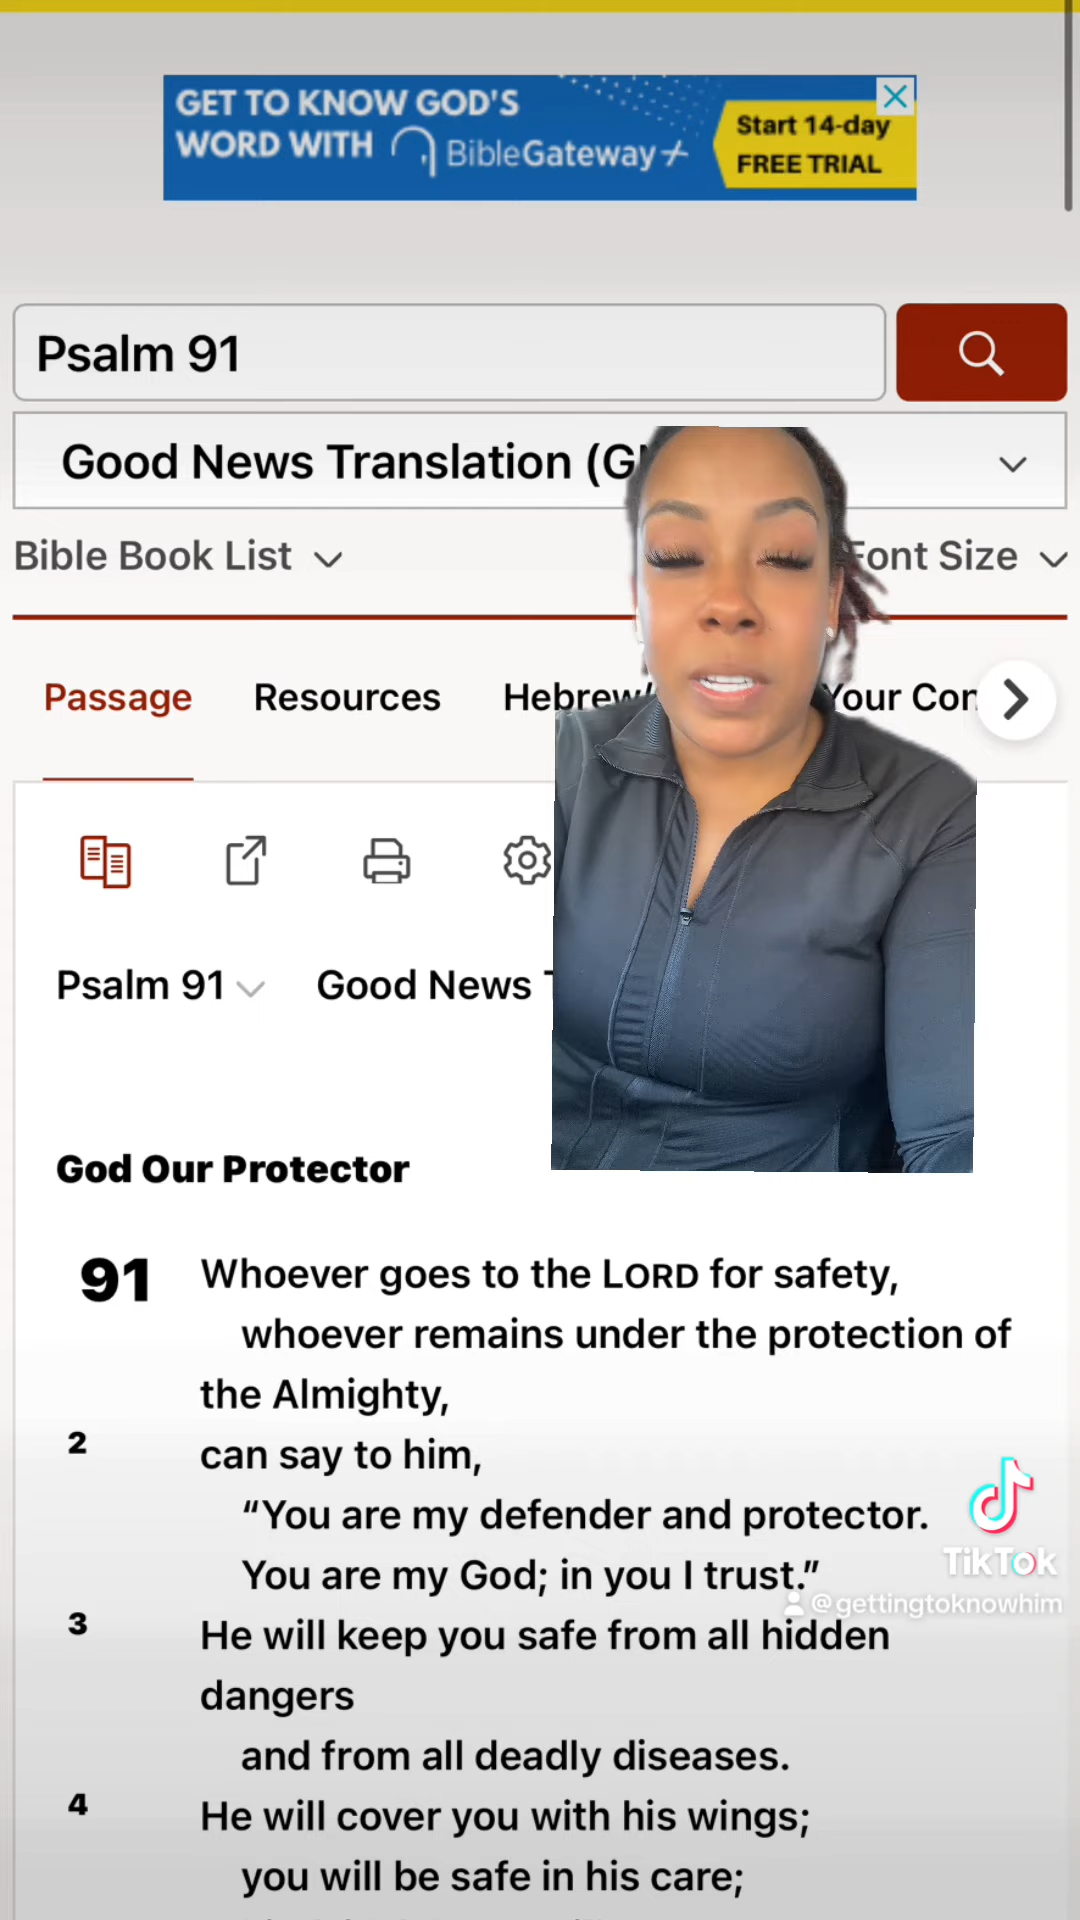 GET TO KNOW GOD'S
WORD WITH BibleGateway+
Start 14-day
FREE TRIAL
Psalm 91
Good News Translation
Bible Book List
Font Size
Passage Resources Your
Psalm 91 Good News
God Our Protector
91 Whoever goes to the LORD for safety,
whoever remains under the protection of
the Almighty,
2 can say to him,
“You are my defender and protector.
You are my God; in you I trust.”
3 He will keep you safe from all hidden
dangers
and from all deadly diseases.
4 He will cover you with his wings;
you will be safe in his care;
TikTok
@gettingtoknowhim